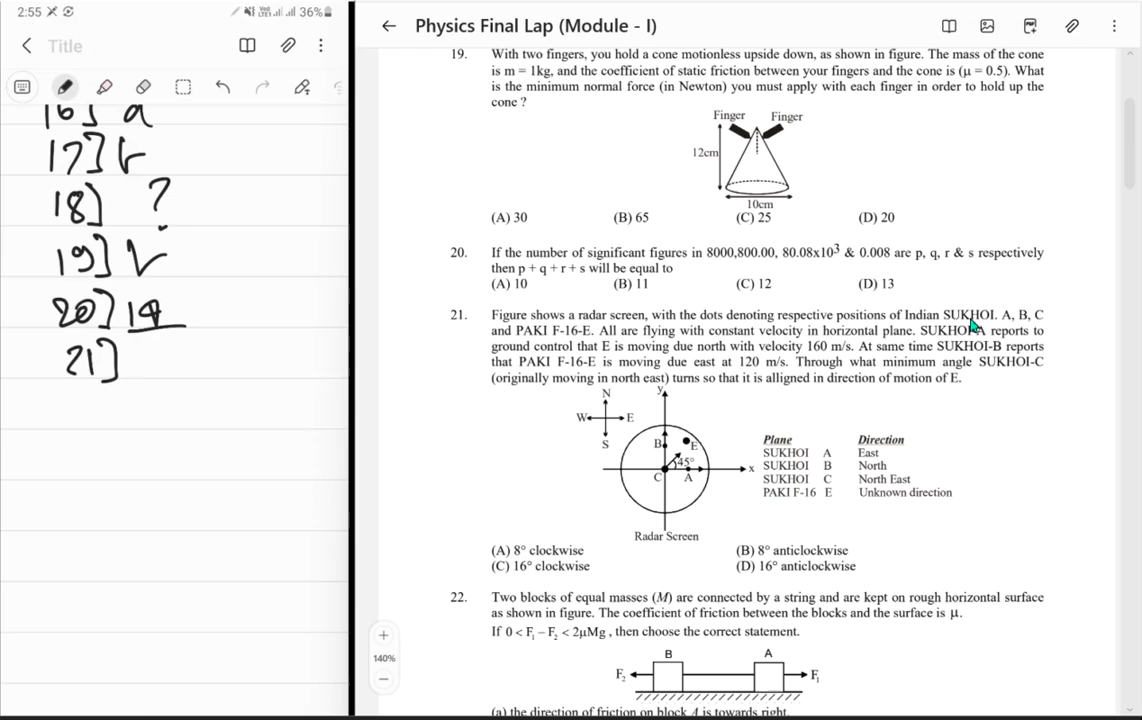 2:55
36%
Title
16] a
17] b
18] ?
19] b
20] 14
21]
Physics Final Lap (Module - I)
19. With two fingers, you hold a cone motionless upside down, as shown in figure. The mass of the cone
is m = 1kg, and the coefficient of static friction between your fingers and the cone is (μ = 0.5). What
is the minimum normal force (in Newton) you must apply with each finger in order to hold up the
cone ?
Finger Finger
12cm
10cm
(A) 30 (B) 65 (C) 25 (D) 20
20. If the number of significant figures in 8000,800.00, 80.08x10³ & 0.008 are p, q, r & s respectively
then p + q + r + s will be equal to
(A) 10 (B) 11 (C) 12 (D) 13
21. Figure shows a radar screen, with the dots denoting respective positions of Indian SUKHOI. A, B, C
and PAKI F-16-E. All are flying with constant velocity in horizontal plane. SUKHOI-A reports to
ground control that E is moving due north with velocity 160 m/s. At same time SUKHOI-B reports
that PAKI F-16-E is moving due east at 120 m/s. Through what minimum angle SUKHOI-C
(originally moving in north east) turns so that it is alligned in direction of motion of E.
N
W E
S
y
B E
45°
x
C A
Radar Screen
Plane Direction
SUKHOI A East
SUKHOI B North
SUKHOI C North East
PAKI F-16 E Unknown direction
(A) 8° clockwise (B) 8° anticlockwise
(C) 16° clockwise (D) 16° anticlockwise
22. Two blocks of equal masses (M) are connected by a string and are kept on rough horizontal surface
as shown in figure. The coefficient of friction between the blocks and the surface is μ.
If 0 < F₁ − F₂ < 2μMg , then choose the correct statement.
B A
F₂ F₁
(a) the direction of friction on block A is towards right.
140%